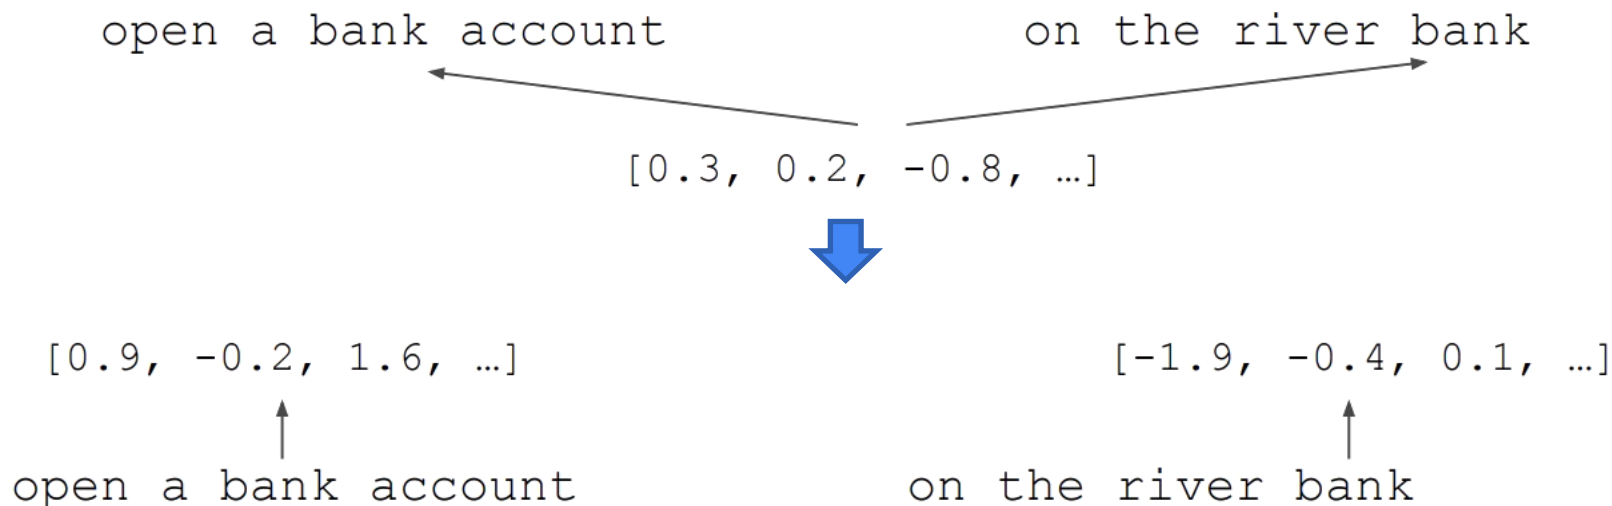 open a bank account on the river bank
[0.3, 0.2, -0.8, …]
[0.9, -0.2, 1.6, …] [-1.9, -0.4, 0.1, …]
open a bank account on the river bank